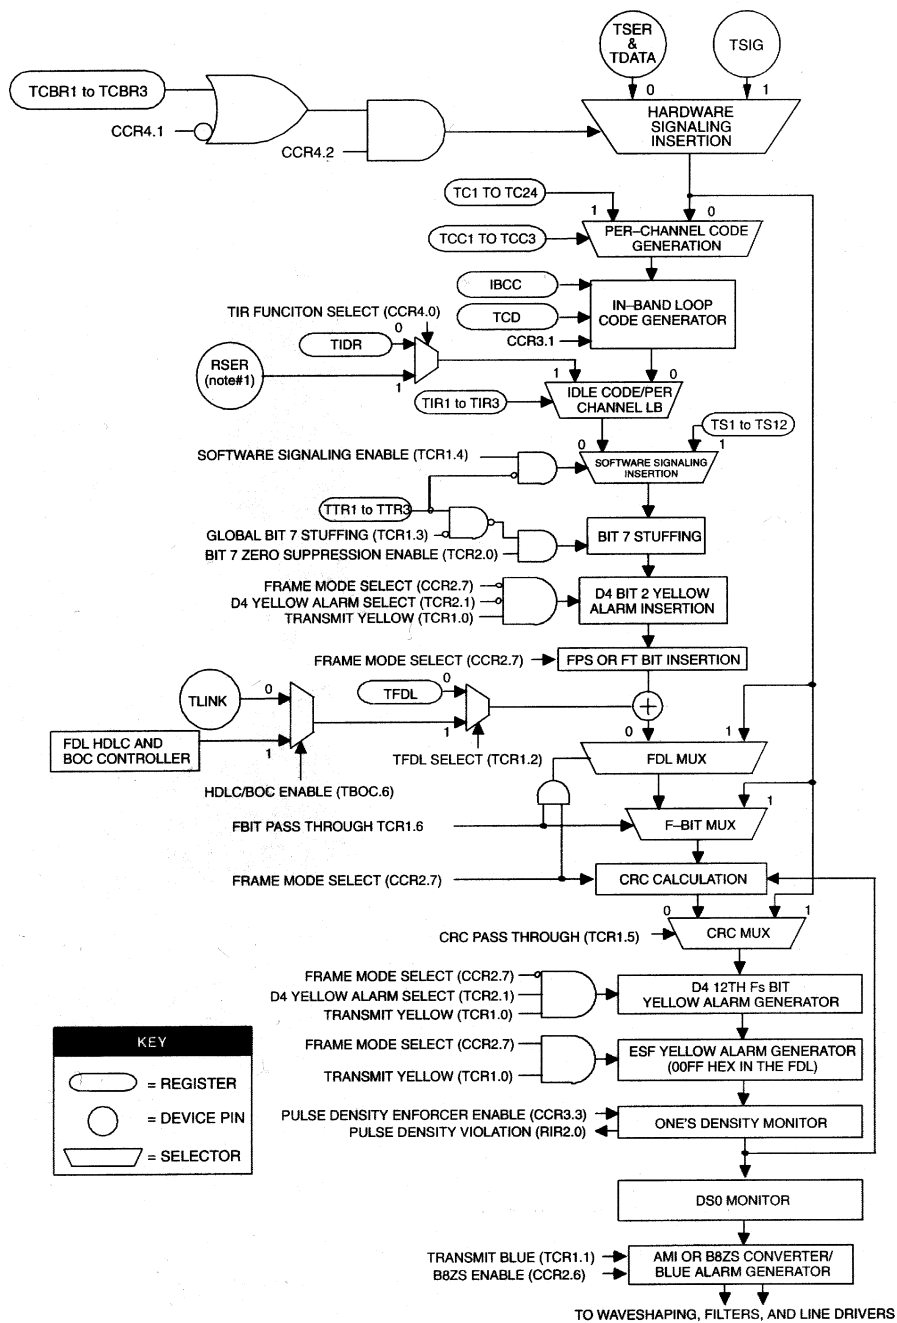 TSER
&
TDATA
TSIG
TCBR1 to TCBR3
0
1
HARDWARE
SIGNALING
INSERTION
CCR4.1
CCR4.2
TC1 TO TC24
1
0
TCC1 TO TCC3
PER–CHANNEL CODE
GENERATION
IBCC
IN–BAND LOOP
CODE GENERATOR
TCD
TIR FUNCITON SELECT (CCR4.0)
CCR3.1
0
TIDR
RSER
(note#1)
1
1
0
TIR1 to TIR3
IDLE CODE/PER
CHANNEL LB
TS1 to TS12
0
1
SOFTWARE SIGNALING ENABLE (TCR1.4)
SOFTWARE SIGNALING
INSERTION
TTR1 to TTR3
GLOBAL BIT 7 STUFFING (TCR1.3)
BIT 7 STUFFING
BIT 7 ZERO SUPPRESSION ENABLE (TCR2.0)
FRAME MODE SELECT (CCR2.7)
D4 YELLOW ALARM SELECT (TCR2.1)
TRANSMIT YELLOW (TCR1.0)
D4 BIT 2 YELLOW
ALARM INSERTION
FRAME MODE SELECT (CCR2.7)
FPS OR FT BIT INSERTION
TLINK
0
TFDL
0
+
FDL HDLC AND
BOC CONTROLLER
1
1
0
1
TFDL SELECT (TCR1.2)
FDL MUX
HDLC/BOC ENABLE (TBOC.6)
1
FBIT PASS THROUGH TCR1.6
F–BIT MUX
FRAME MODE SELECT (CCR2.7)
CRC CALCULATION
0
1
CRC PASS THROUGH (TCR1.5)
CRC MUX
FRAME MODE SELECT (CCR2.7)
D4 YELLOW ALARM SELECT (TCR2.1)
TRANSMIT YELLOW (TCR1.0)
D4 12TH Fs BIT
YELLOW ALARM GENERATOR
KEY
= REGISTER
= DEVICE PIN
= SELECTOR
FRAME MODE SELECT (CCR2.7)
TRANSMIT YELLOW (TCR1.0)
ESF YELLOW ALARM GENERATOR
(00FF HEX IN THE FDL)
PULSE DENSITY ENFORCER ENABLE (CCR3.3)
PULSE DENSITY VIOLATION (RIR2.0)
ONE'S DENSITY MONITOR
DS0 MONITOR
TRANSMIT BLUE (TCR1.1)
B8ZS ENABLE (CCR2.6)
AMI OR B8ZS CONVERTER/
BLUE ALARM GENERATOR
TO WAVESHAPING, FILTERS, AND LINE DRIVERS